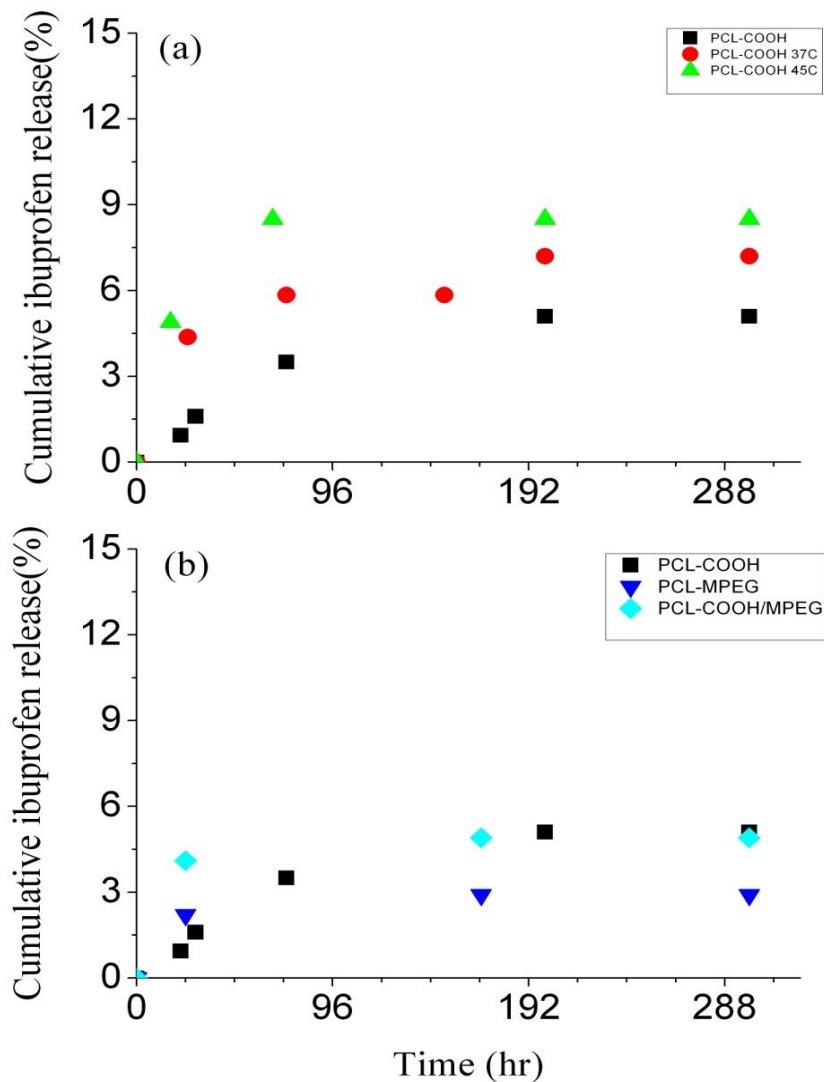 (a)
PCL-COOH
PCL-COOH 37C
PCL-COOH 45C
Cumulative ibuprofen release(%)
15
12
9
6
3
0
0 96 192 288
(b)
PCL-COOH
PCL-MPEG
PCL-COOH/MPEG
Cumulative ibuprofen release(%)
15
12
9
6
3
0
0 96 192 288
Time (hr)